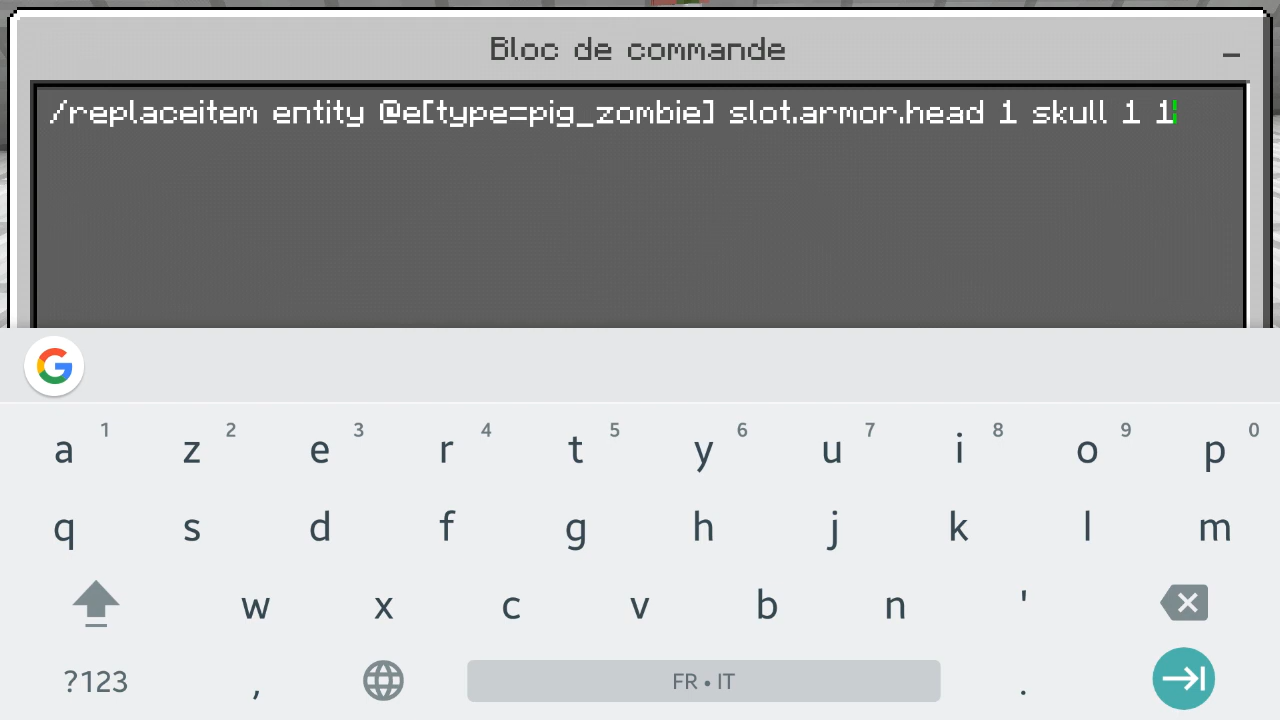 Bloc de commande
/replaceitem entity @e[type=pig_zombie] slot.armor.head 1 skull 1 1
G
a 1 z 2 e 3 r 4 t 5 y 6 u 7 i 8 o 9 p 0
q s d f g h j k l m
w x c v b n '
?123 , FR • IT .